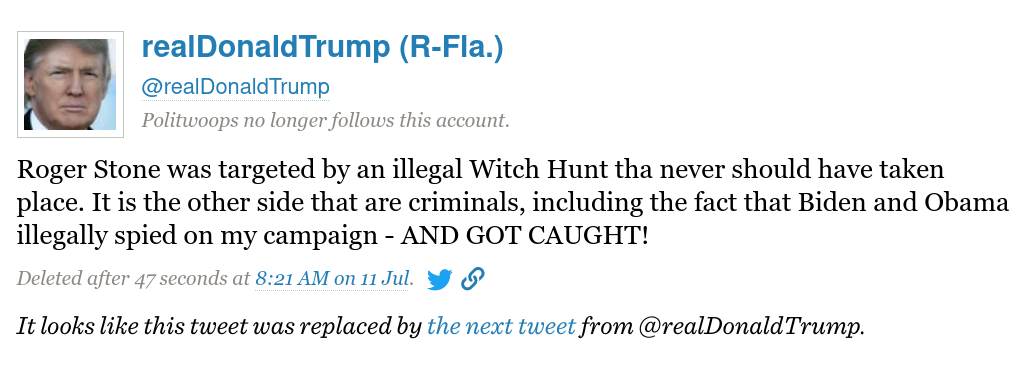 realDonaldTrump (R-Fla.)
@realDonaldTrump
Politwoops no longer follows this account.
Roger Stone was targeted by an illegal Witch Hunt tha never should have taken
place. It is the other side that are criminals, including the fact that Biden and Obama
illegally spied on my campaign - AND GOT CAUGHT!
Deleted after 47 seconds at 8:21 AM on 11 Jul.
It looks like this tweet was replaced by the next tweet from @realDonaldTrump.